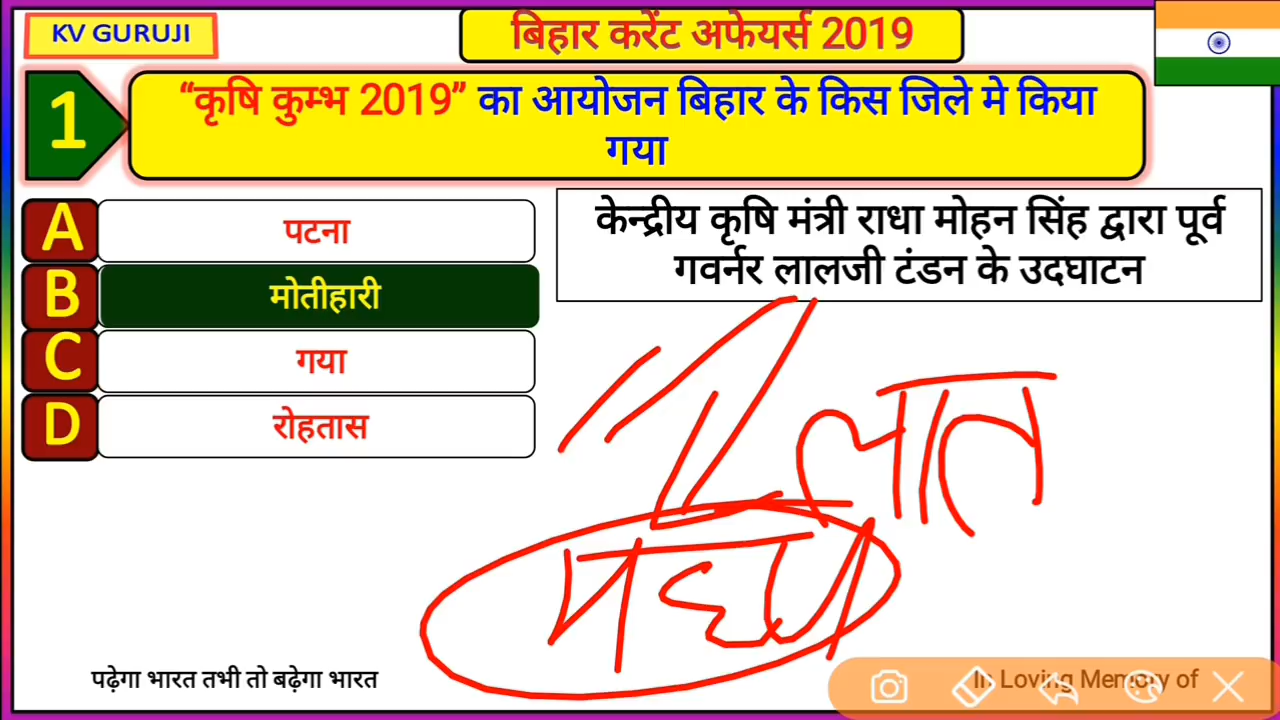 KV GURUJI
बिहार करेंट अफेयर्स 2019
1
“कृषि कुम्भ 2019” का आयोजन बिहार के किस जिले मे किया
गया
A
पटना
B
मोतीहारी
C
गया
D
रोहतास
केन्द्रीय कृषि मंत्री राधा मोहन सिंह द्वारा पूर्व
गवर्नर लालजी टंडन के उदघाटन
पढ़ेगा भारत तभी तो बढ़ेगा भारत
In Loving Memory of